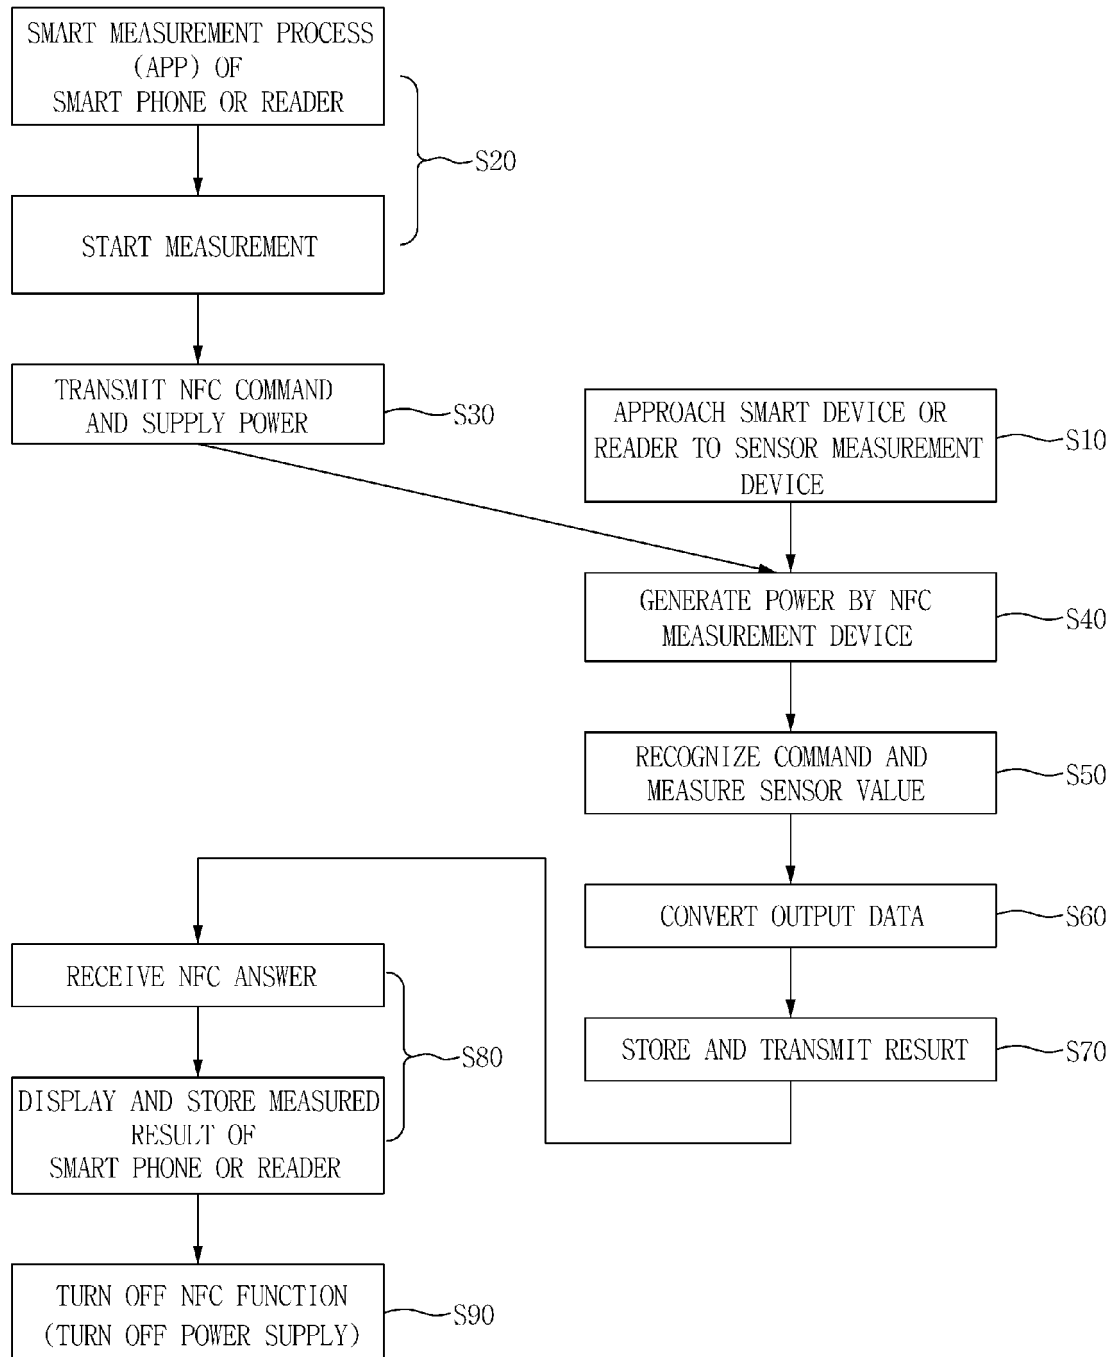 SMART MEASUREMENT PROCESS
(APP) OF
SMART PHONE OR READER
S20
START MEASUREMENT
TRANSMIT NFC COMMAND
AND SUPPLY POWER
S30
APPROACH SMART DEVICE OR
READER TO SENSOR MEASUREMENT
DEVICE
S10
GENERATE POWER BY NFC
MEASUREMENT DEVICE
S40
RECOGNIZE COMMAND AND
MEASURE SENSOR VALUE
S50
CONVERT OUTPUT DATA
S60
STORE AND TRANSMIT RESURT
S70
RECEIVE NFC ANSWER
S80
DISPLAY AND STORE MEASURED
RESULT OF
SMART PHONE OR READER
TURN OFF NFC FUNCTION
(TURN OFF POWER SUPPLY)
S90